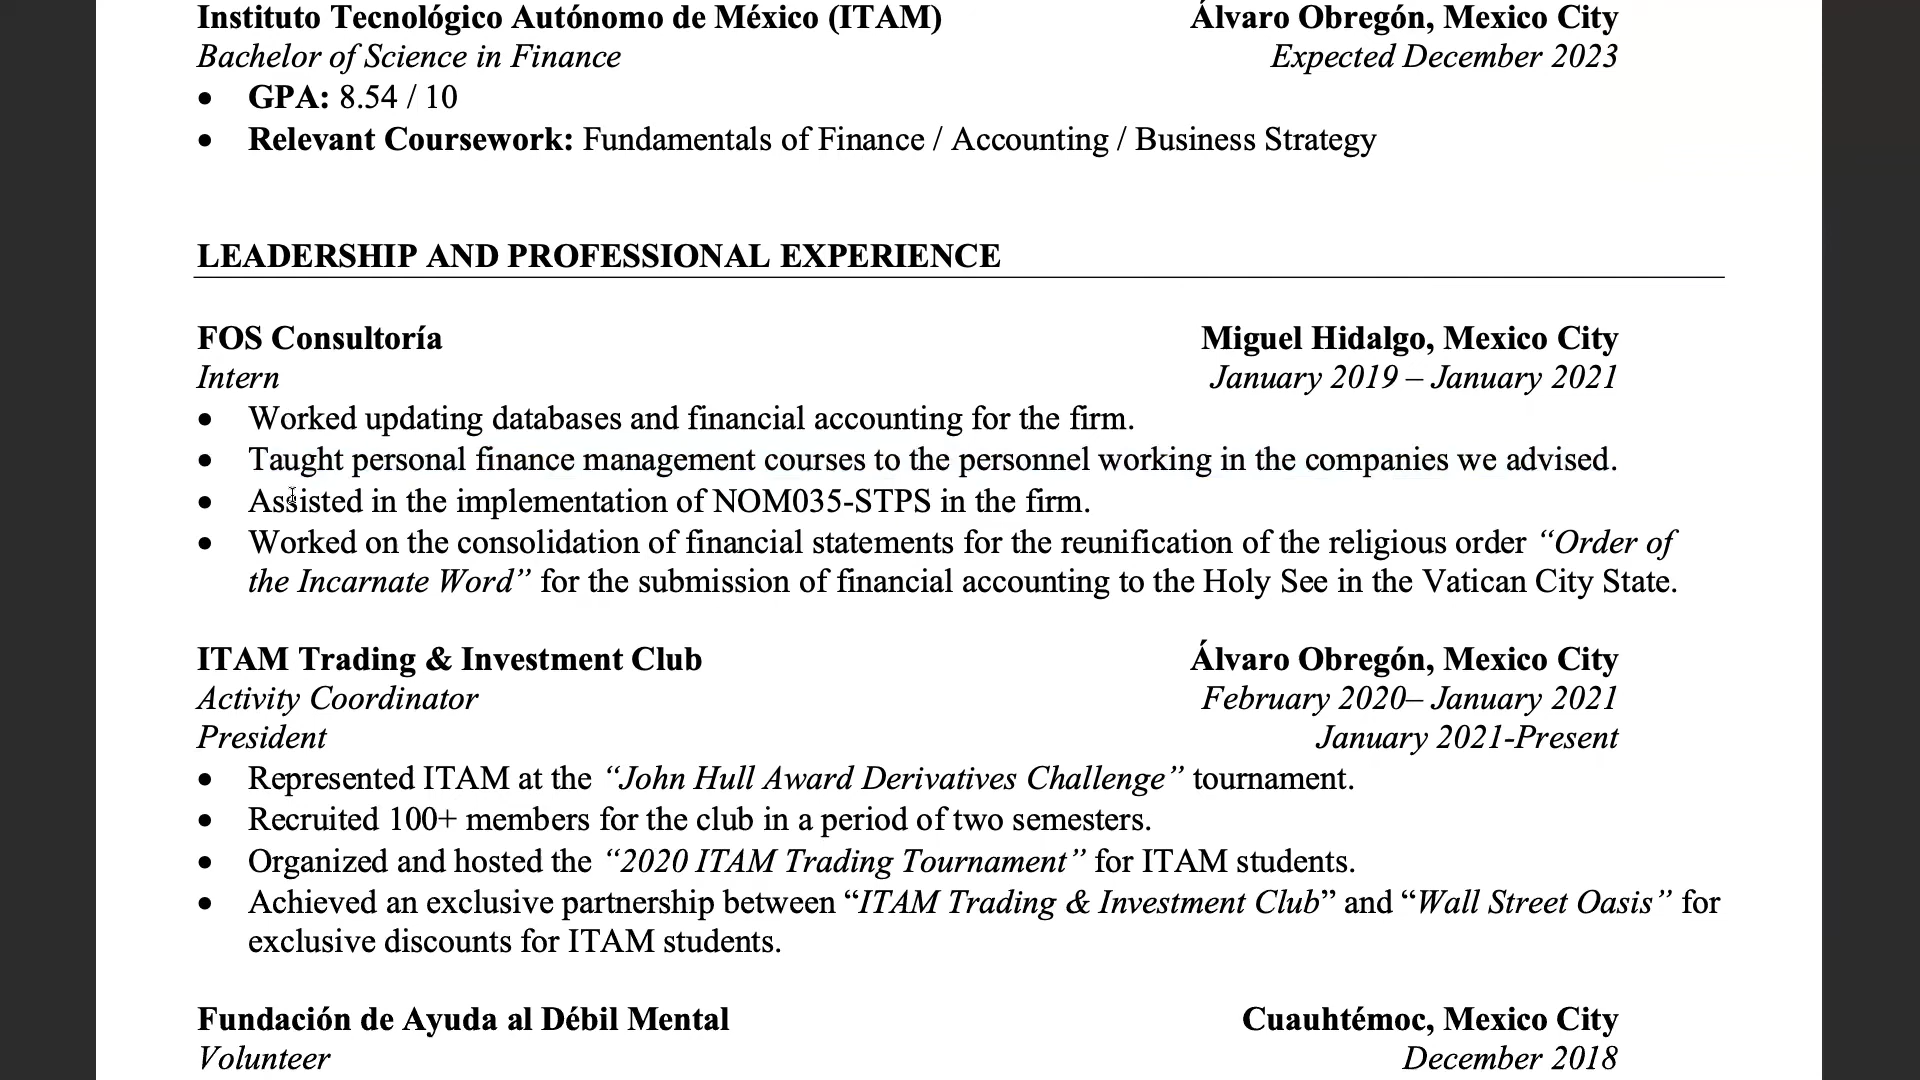 Instituto Tecnológico Autónomo de México (ITAM) Álvaro Obregón, Mexico City
Bachelor of Science in Finance Expected December 2023
• GPA: 8.54 / 10
• Relevant Coursework: Fundamentals of Finance / Accounting / Business Strategy
LEADERSHIP AND PROFESSIONAL EXPERIENCE
FOS Consultoría Miguel Hidalgo, Mexico City
Intern January 2019 – January 2021
• Worked updating databases and financial accounting for the firm.
• Taught personal finance management courses to the personnel working in the companies we advised.
• Assisted in the implementation of NOM035-STPS in the firm.
• Worked on the consolidation of financial statements for the reunification of the religious order “Order of
the Incarnate Word” for the submission of financial accounting to the Holy See in the Vatican City State.
ITAM Trading & Investment Club Álvaro Obregón, Mexico City
Activity Coordinator February 2020– January 2021
President January 2021-Present
• Represented ITAM at the “John Hull Award Derivatives Challenge” tournament.
• Recruited 100+ members for the club in a period of two semesters.
• Organized and hosted the “2020 ITAM Trading Tournament” for ITAM students.
• Achieved an exclusive partnership between “ITAM Trading & Investment Club” and “Wall Street Oasis” for
exclusive discounts for ITAM students.
Fundación de Ayuda al Débil Mental Cuauhtémoc, Mexico City
Volunteer December 2018